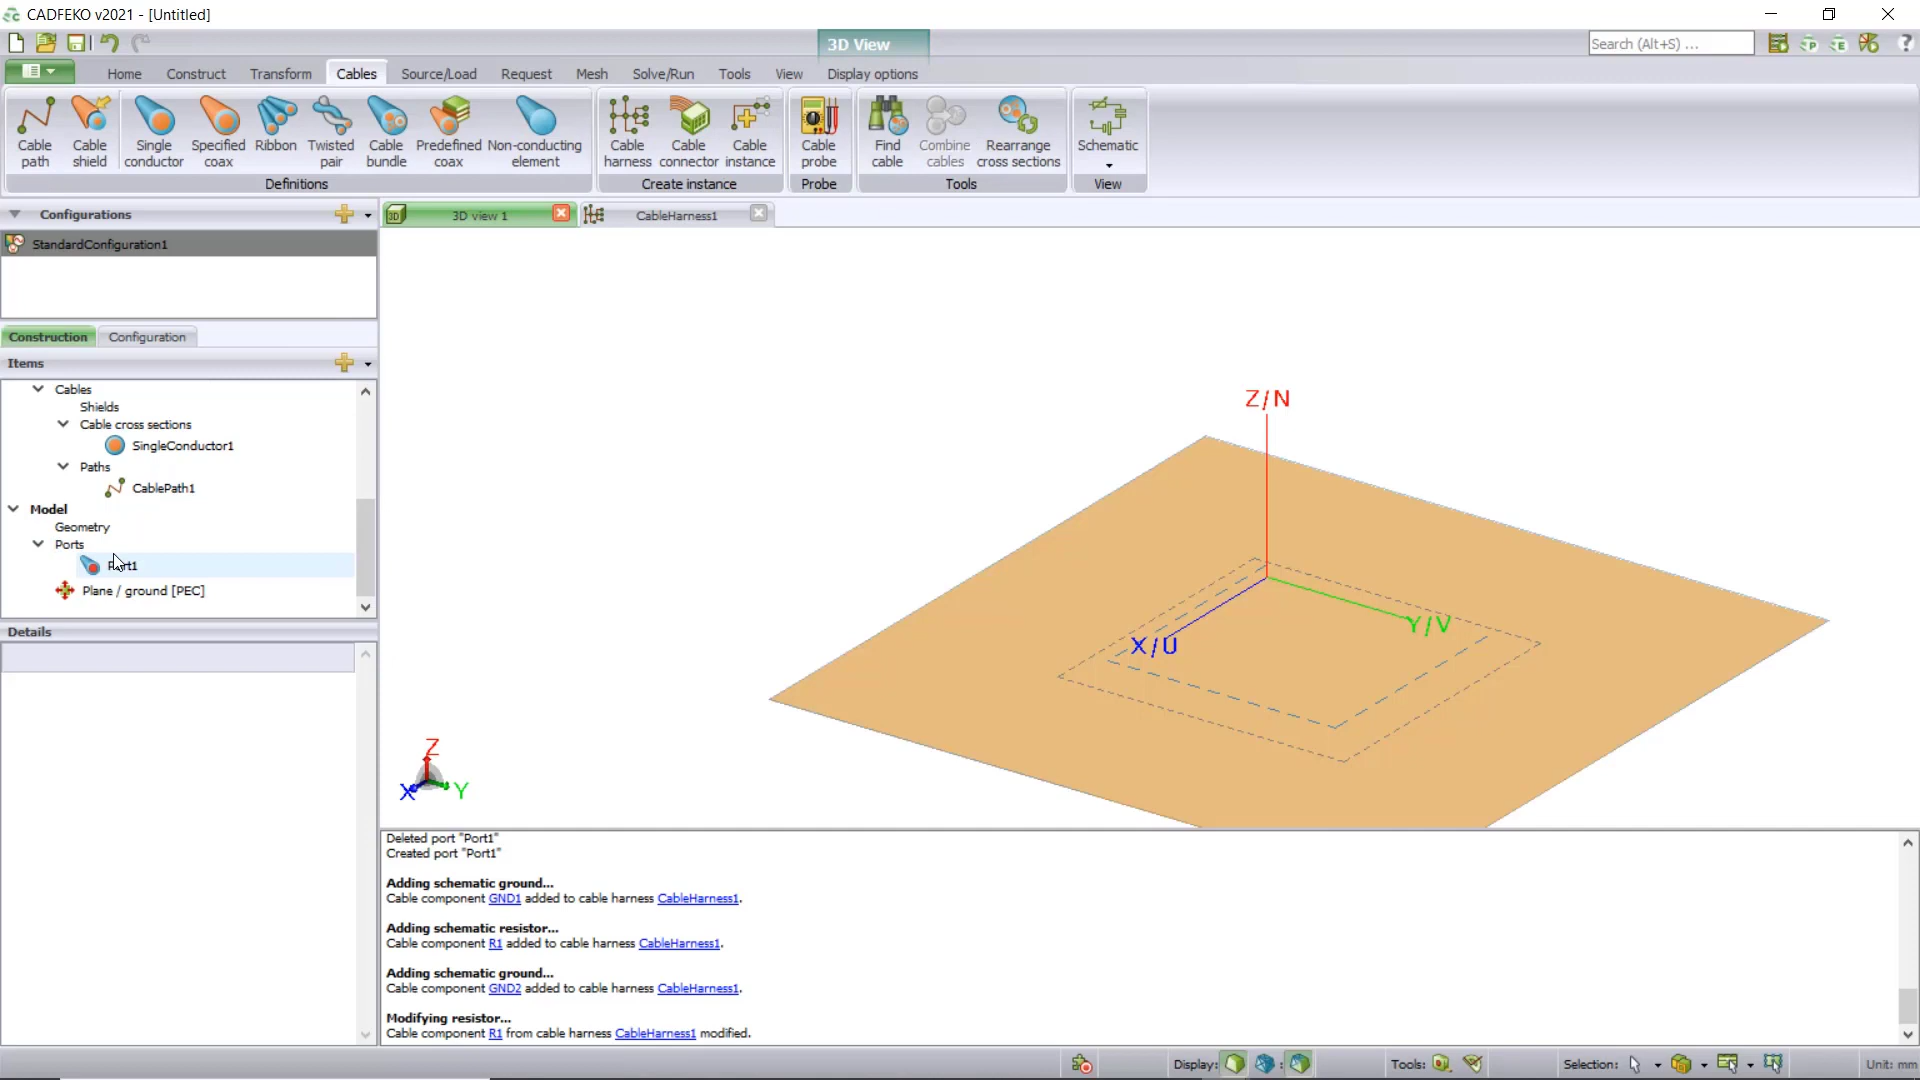 CADFEKO v2021 - [Untitled]
3D View
Search (Alt+S) ...
Home Construct Transform Cables Source/Load Request Mesh Solve/Run Tools View Display options
Cable path
Cable shield
Single conductor
Specified coax
Ribbon
Twisted pair
Cable bundle
Predefined coax
Non-conducting element
Cable harness
Cable connector
Cable instance
Cable probe
Find cable
Combine cables
Rearrange cross sections
Schematic
Definitions
Create instance
Probe
Tools
View
Configurations
3D view 1
CableHarness1
StandardConfiguration1
Construction Configuration
Items
Cables
Shields
Cable cross sections
SingleConductor1
Paths
CablePath1
Model
Geometry
Ports
Port1
Plane / ground [PEC]
Details
Z/N
Y/V
X/U
Z
X
Y
Deleted port "Port1"
Created port "Port1"
Adding schematic ground...
Cable component GND1 added to cable harness CableHarness1.
Adding schematic resistor...
Cable component R1 added to cable harness CableHarness1.
Adding schematic ground...
Cable component GND2 added to cable harness CableHarness1.
Modifying resistor...
Cable component R1 from cable harness CableHarness1 modified.
Display:
Tools:
Selection:
Unit: mm